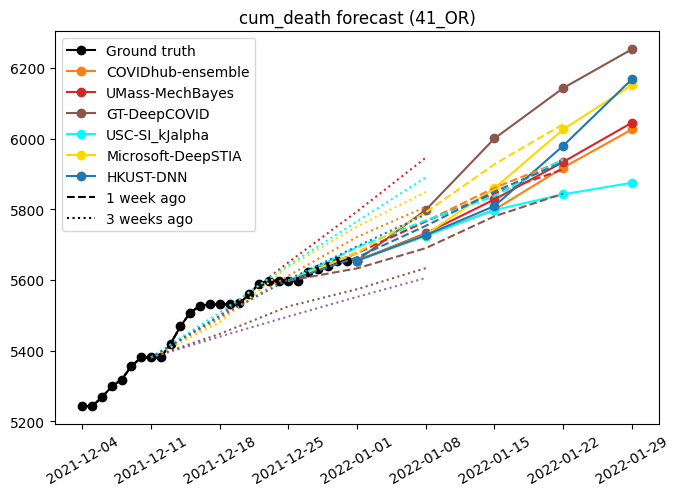 cum_death forecast (41_OR)
Ground truth
COVIDhub-ensemble
UMass-MechBayes
GT-DeepCOVID
USC-SI_kJalpha
Microsoft-DeepSTIA
HKUST-DNN
1 week ago
3 weeks ago
6200
6000
5800
5600
5400
5200
2021-12-04
2021-12-11
2021-12-18
2021-12-25
2022-01-01
2022-01-08
2022-01-15
2022-01-22
2022-01-29